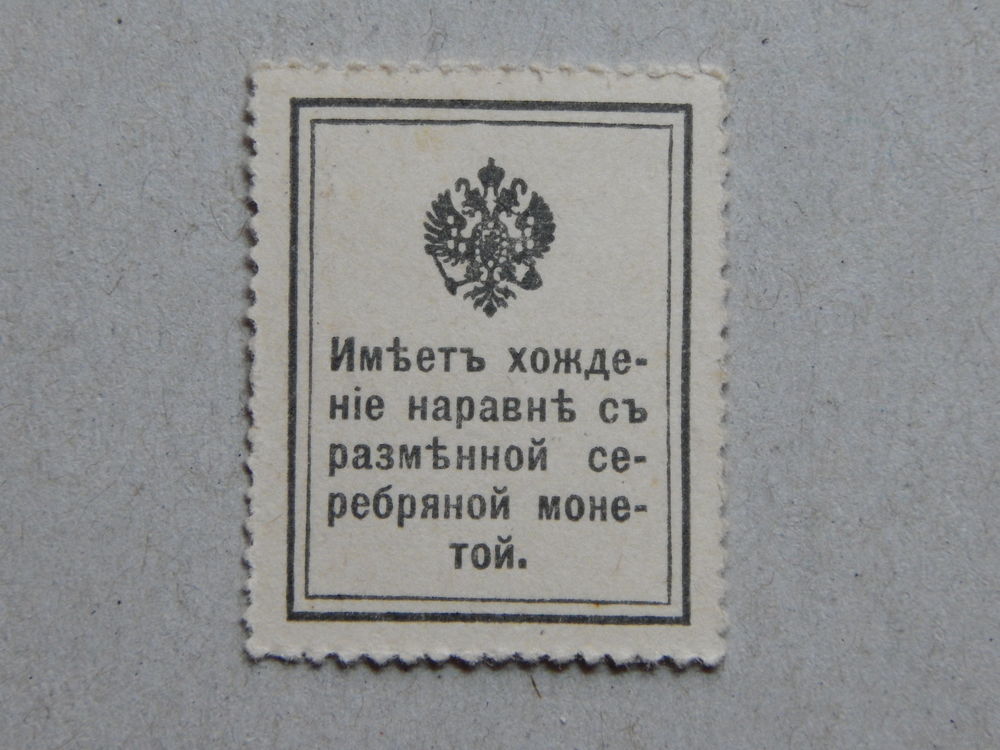 Имѣетъ хожде-
ніе наравнѣ съ
размѣнной се-
ребряной моне-
той.